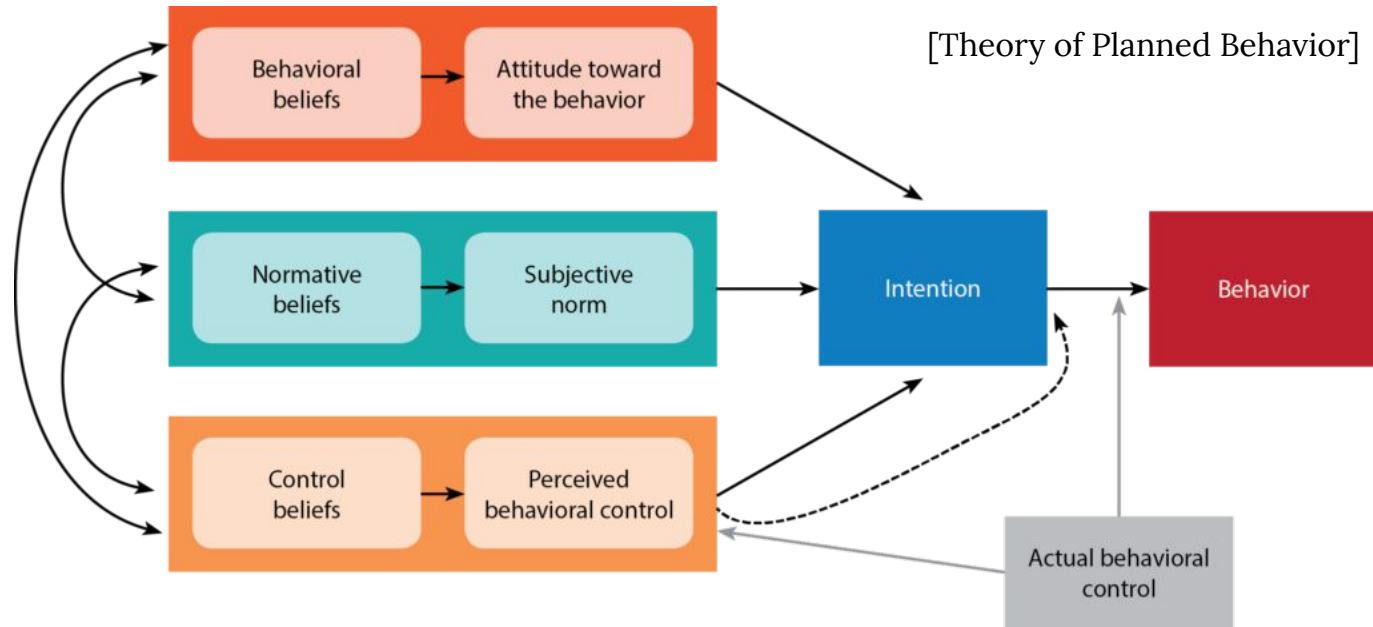 [Theory of Planned Behavior]
Behavioral
beliefs
Attitude toward
the behavior
Normative
beliefs
Subjective
norm
Intention
Behavior
Control
beliefs
Perceived
behavioral control
Actual behavioral
control